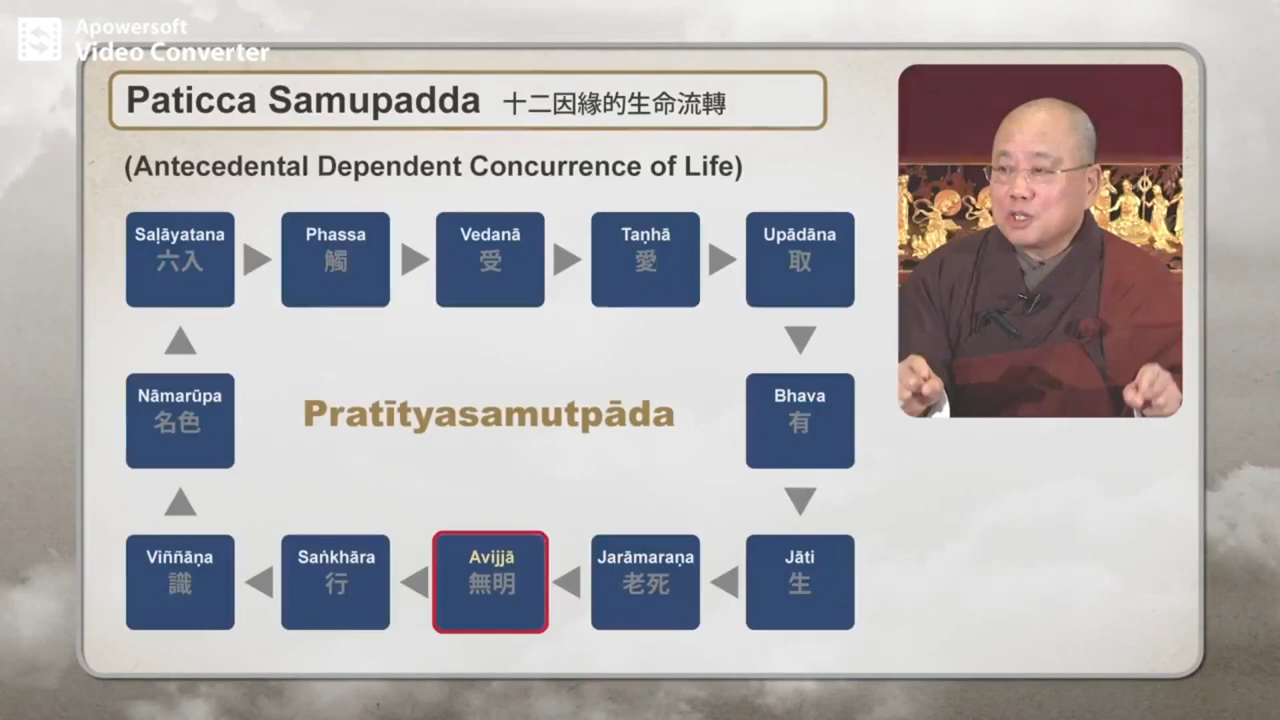 Apowersoft
Video Converter
Paticca Samupadda 十二因緣的生命流轉
(Antecedental Dependent Concurrence of Life)
Saḷāyatana
六入
Phassa
觸
Vedanā
受
Taṇhā
愛
Upādāna
取
Nāmarūpa
名色
Pratītyasamutpāda
Bhava
有
Viññāṇa
識
Saṅkhāra
行
Avijjā
無明
Jarāmaraṇa
老死
Jāti
生